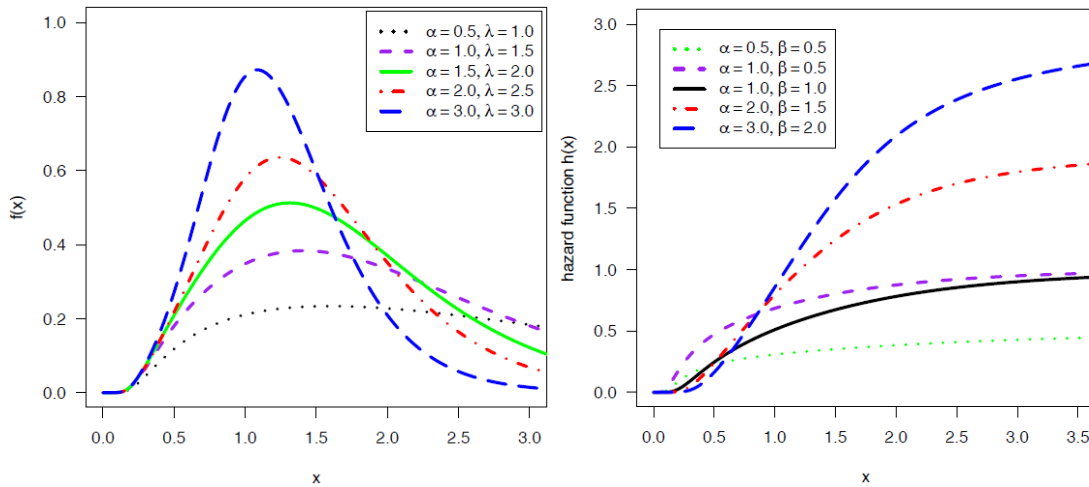 1.0
0.8
0.6
0.4
0.2
0.0
f(x)
α = 0.5, λ = 1.0
α = 1.0, λ = 1.5
α = 1.5, λ = 2.0
α = 2.0, λ = 2.5
α = 3.0, λ = 3.0
0.0 0.5 1.0 1.5 2.0 2.5 3.0
x
3.0
2.5
2.0
1.5
1.0
0.5
0.0
hazard function h(x)
α = 0.5, β = 0.5
α = 1.0, β = 0.5
α = 1.0, β = 1.0
α = 2.0, β = 1.5
α = 3.0, β = 2.0
0.0 0.5 1.0 1.5 2.0 2.5 3.0 3.5
x